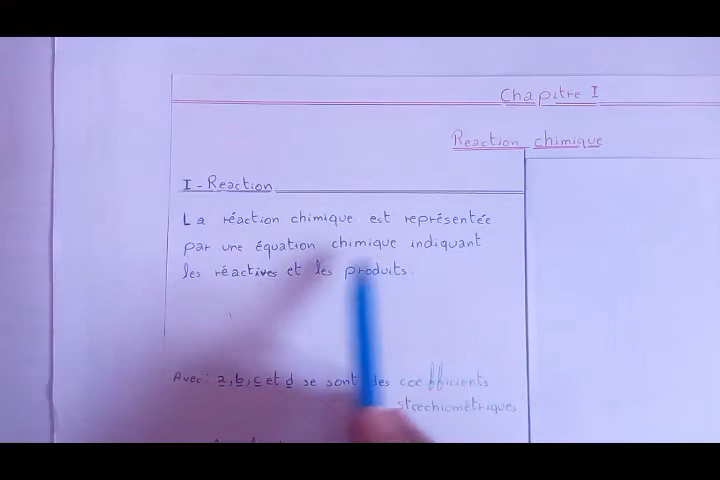 Chapitre I
Reaction chimique
I - Reaction
La réaction chimique est représentée
par une équation chimique indiquant
les réactives et les produits.
Avec: a, b, c et d se sont des coefficients
stœchiométriques